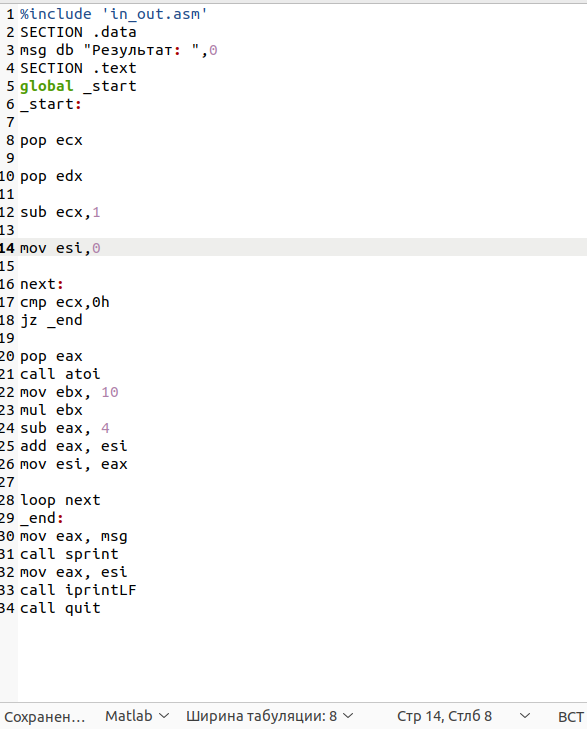 1 %include 'in_out.asm'
2 SECTION .data
3 msg db "Результат: ",0
4 SECTION .text
5 global _start
6 _start:
7
8 pop ecx
9
10 pop edx
11
12 sub ecx,1
13
14 mov esi,0
15
16 next:
17 cmp ecx,0h
18 jz _end
19
20 pop eax
21 call atoi
22 mov ebx, 10
23 mul ebx
24 sub eax, 4
25 add eax, esi
26 mov esi, eax
27
28 loop next
29 _end:
30 mov eax, msg
31 call sprint
32 mov eax, esi
33 call iprintLF
34 call quit
Сохранен… Matlab Ширина табуляции: 8 Стр 14, Стлб 8 ВСТ